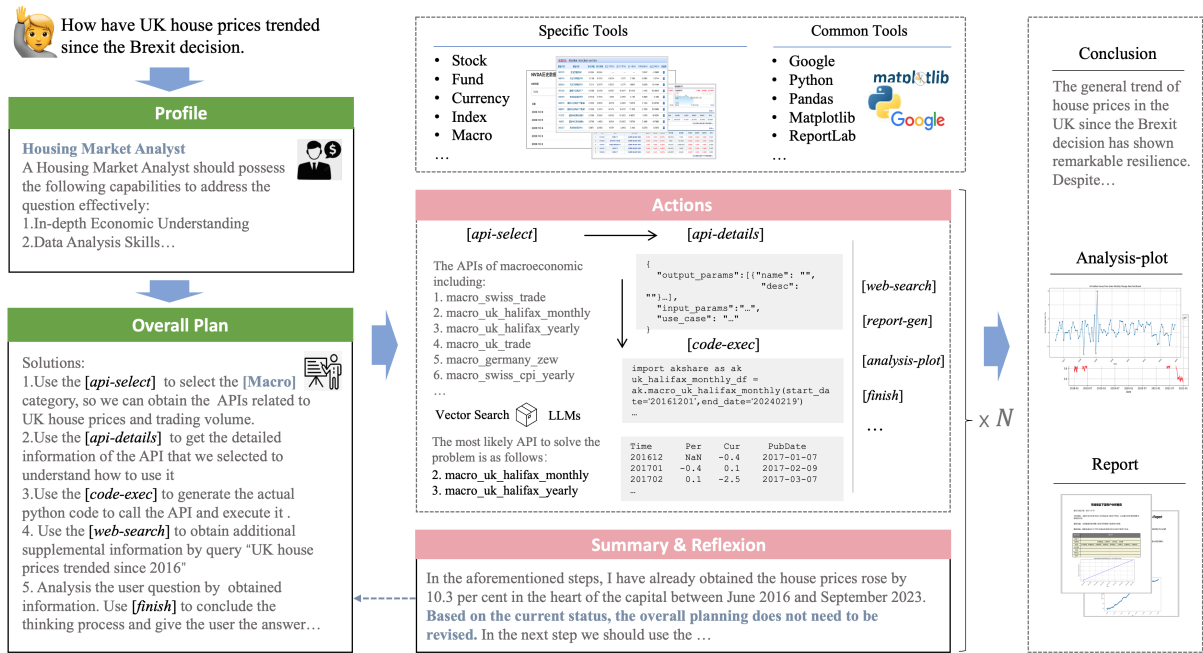 How have UK house prices trended
since the Brexit decision.
Profile
Housing Market Analyst
A Housing Market Analyst should possess
the following capabilities to address the
question effectively:
1.In-depth Economic Understanding
2.Data Analysis Skills…
Overall Plan
Solutions:
1.Use the [api-select] to select the [Macro]
category, so we can obtain the APIs related to
UK house prices and trading volume.
2.Use the [api-details] to get the detailed
information of the API that we selected to
understand how to use it
3.Use the [code-exec] to generate the actual
python code to call the API and execute it .
4. Use the [web-search] to obtain additional
supplemental information by query “UK house
prices trended since 2016”
5. Analysis the user question by obtained
information. Use [finish] to conclude the
thinking process and give the user the answer…
Specific Tools
• Stock
• Fund
• Currency
• Index
• Macro
…
Common Tools
• Google
• Python
• Pandas
• Matplotlib
• ReportLab
…
matplotlib
Google
Actions
[api-select]
[api-details]
The APIs of macroeconomic
including:
1. macro_swiss_trade
2. macro_uk_halifax_monthly
3. macro_uk_halifax_yearly
4. macro_uk_trade
5. macro_germany_zew
6. macro_swiss_cpi_yearly
…
Vector Search
LLMs
The most likely API to solve the
problem is as follows：
2. macro_uk_halifax_monthly
3. macro_uk_halifax_yearly
{
"output_params":[{"name": "",
"desc":
""}…],
"input_params":"…",
"use_case": "…"
}
[code-exec]
import akshare as ak
uk_halifax_monthly_df =
ak.macro_uk_halifax_monthly(start_da
te='20161201',end_date='20240219')
…
Time Per Cur PubDate
201612 NaN -0.4 2017-01-07
201701 -0.4 0.1 2017-02-09
201702 0.1 -2.5 2017-03-07
…
[web-search]
[report-gen]
[analysis-plot]
[finish]
…
× N
Summary & Reflexion
In the aforementioned steps, I have already obtained the house prices rose by
10.3 per cent in the heart of the capital between June 2016 and September 2023.
Based on the current status, the overall planning does not need to be
revised. In the next step we should use the …
Conclusion
The general trend of
house prices in the
UK since the Brexit
decision has shown
remarkable resilience.
Despite…
Analysis-plot
Report